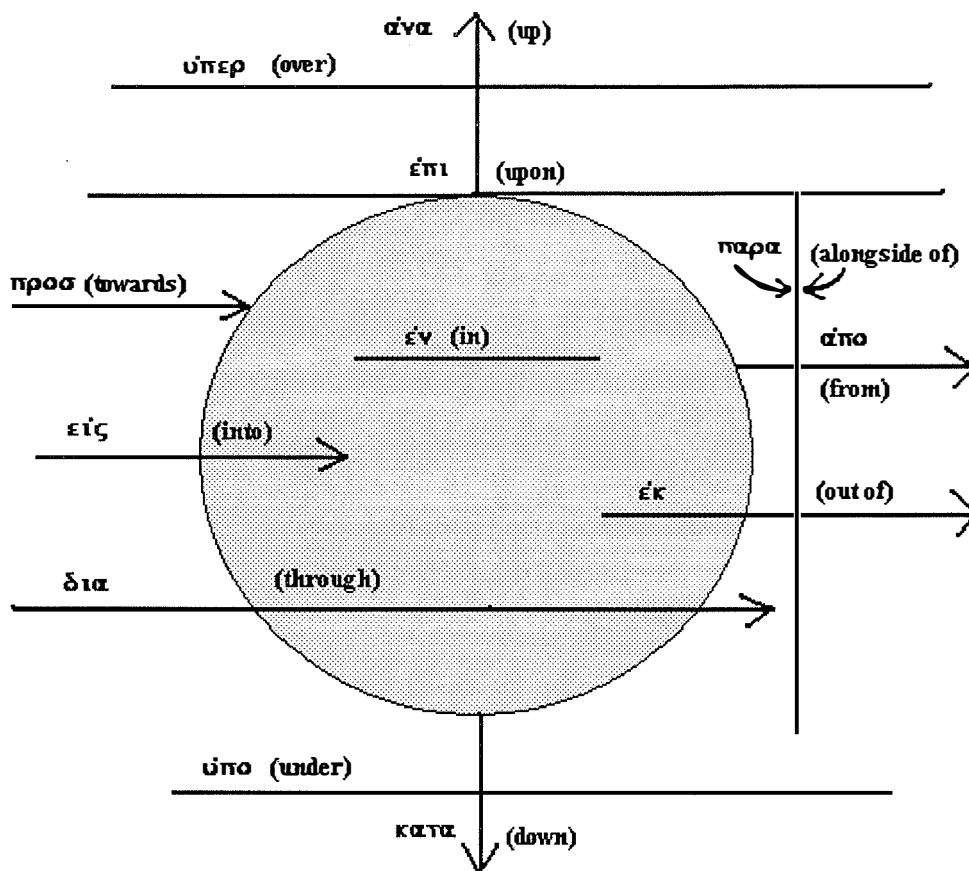 ἀνα (up)
ὑπερ (over)
ἐπι (upon)
παρα (alongside of)
προσ (towards)
ἐν (in)
ἀπο
(from)
εἰς (into)
ἐκ (out of)
δια (through)
ὑπο (under)
κατα (down)